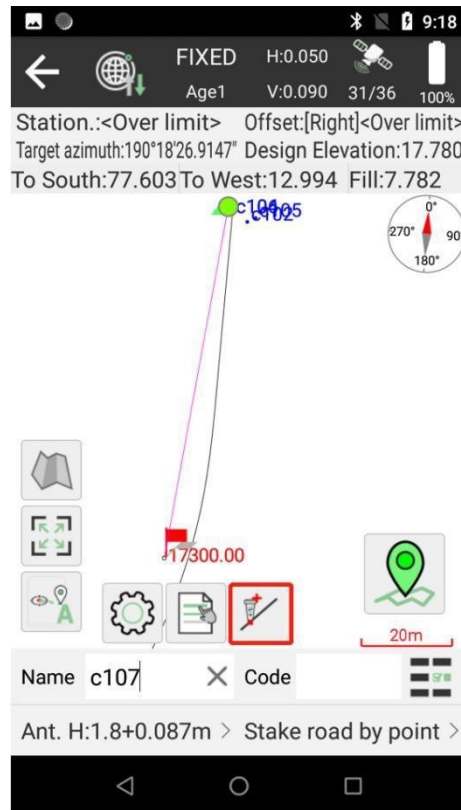 9:18
FIXED H:0.050
Age1 V:0.090 31/36 100%
Station.:<Over limit> Offset:[Right]<Over limit>
Target azimuth:190°18'26.9147" Design Elevation:17.780
To South:77.603 To West:12.994 Fill:7.782
c102
0°
270° 90
180°
17300.00
A
20m
Name c107 Code
Ant. H:1.8+0.087m > Stake road by point >